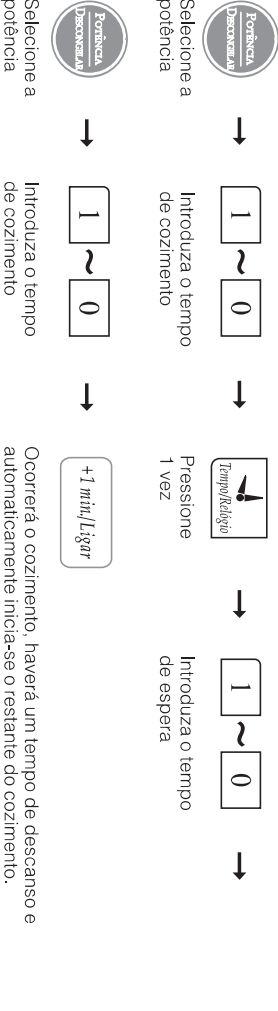 POTÊNCIA
DESCONGELAR
1 ~ 0
Tempo/Relógio
1 ~ 0
Selecione a
potência
Introduza o tempo
de cozimento
Pressione
1 vez
Introduza o tempo
de espera
POTÊNCIA
DESCONGELAR
1 ~ 0
+1 min./Ligar
Selecione a
potência
Introduza o tempo
de cozimento
Ocorrerá o cozimento, haverá um tempo de descanso e
automaticamente inicia-se o restante do cozimento.